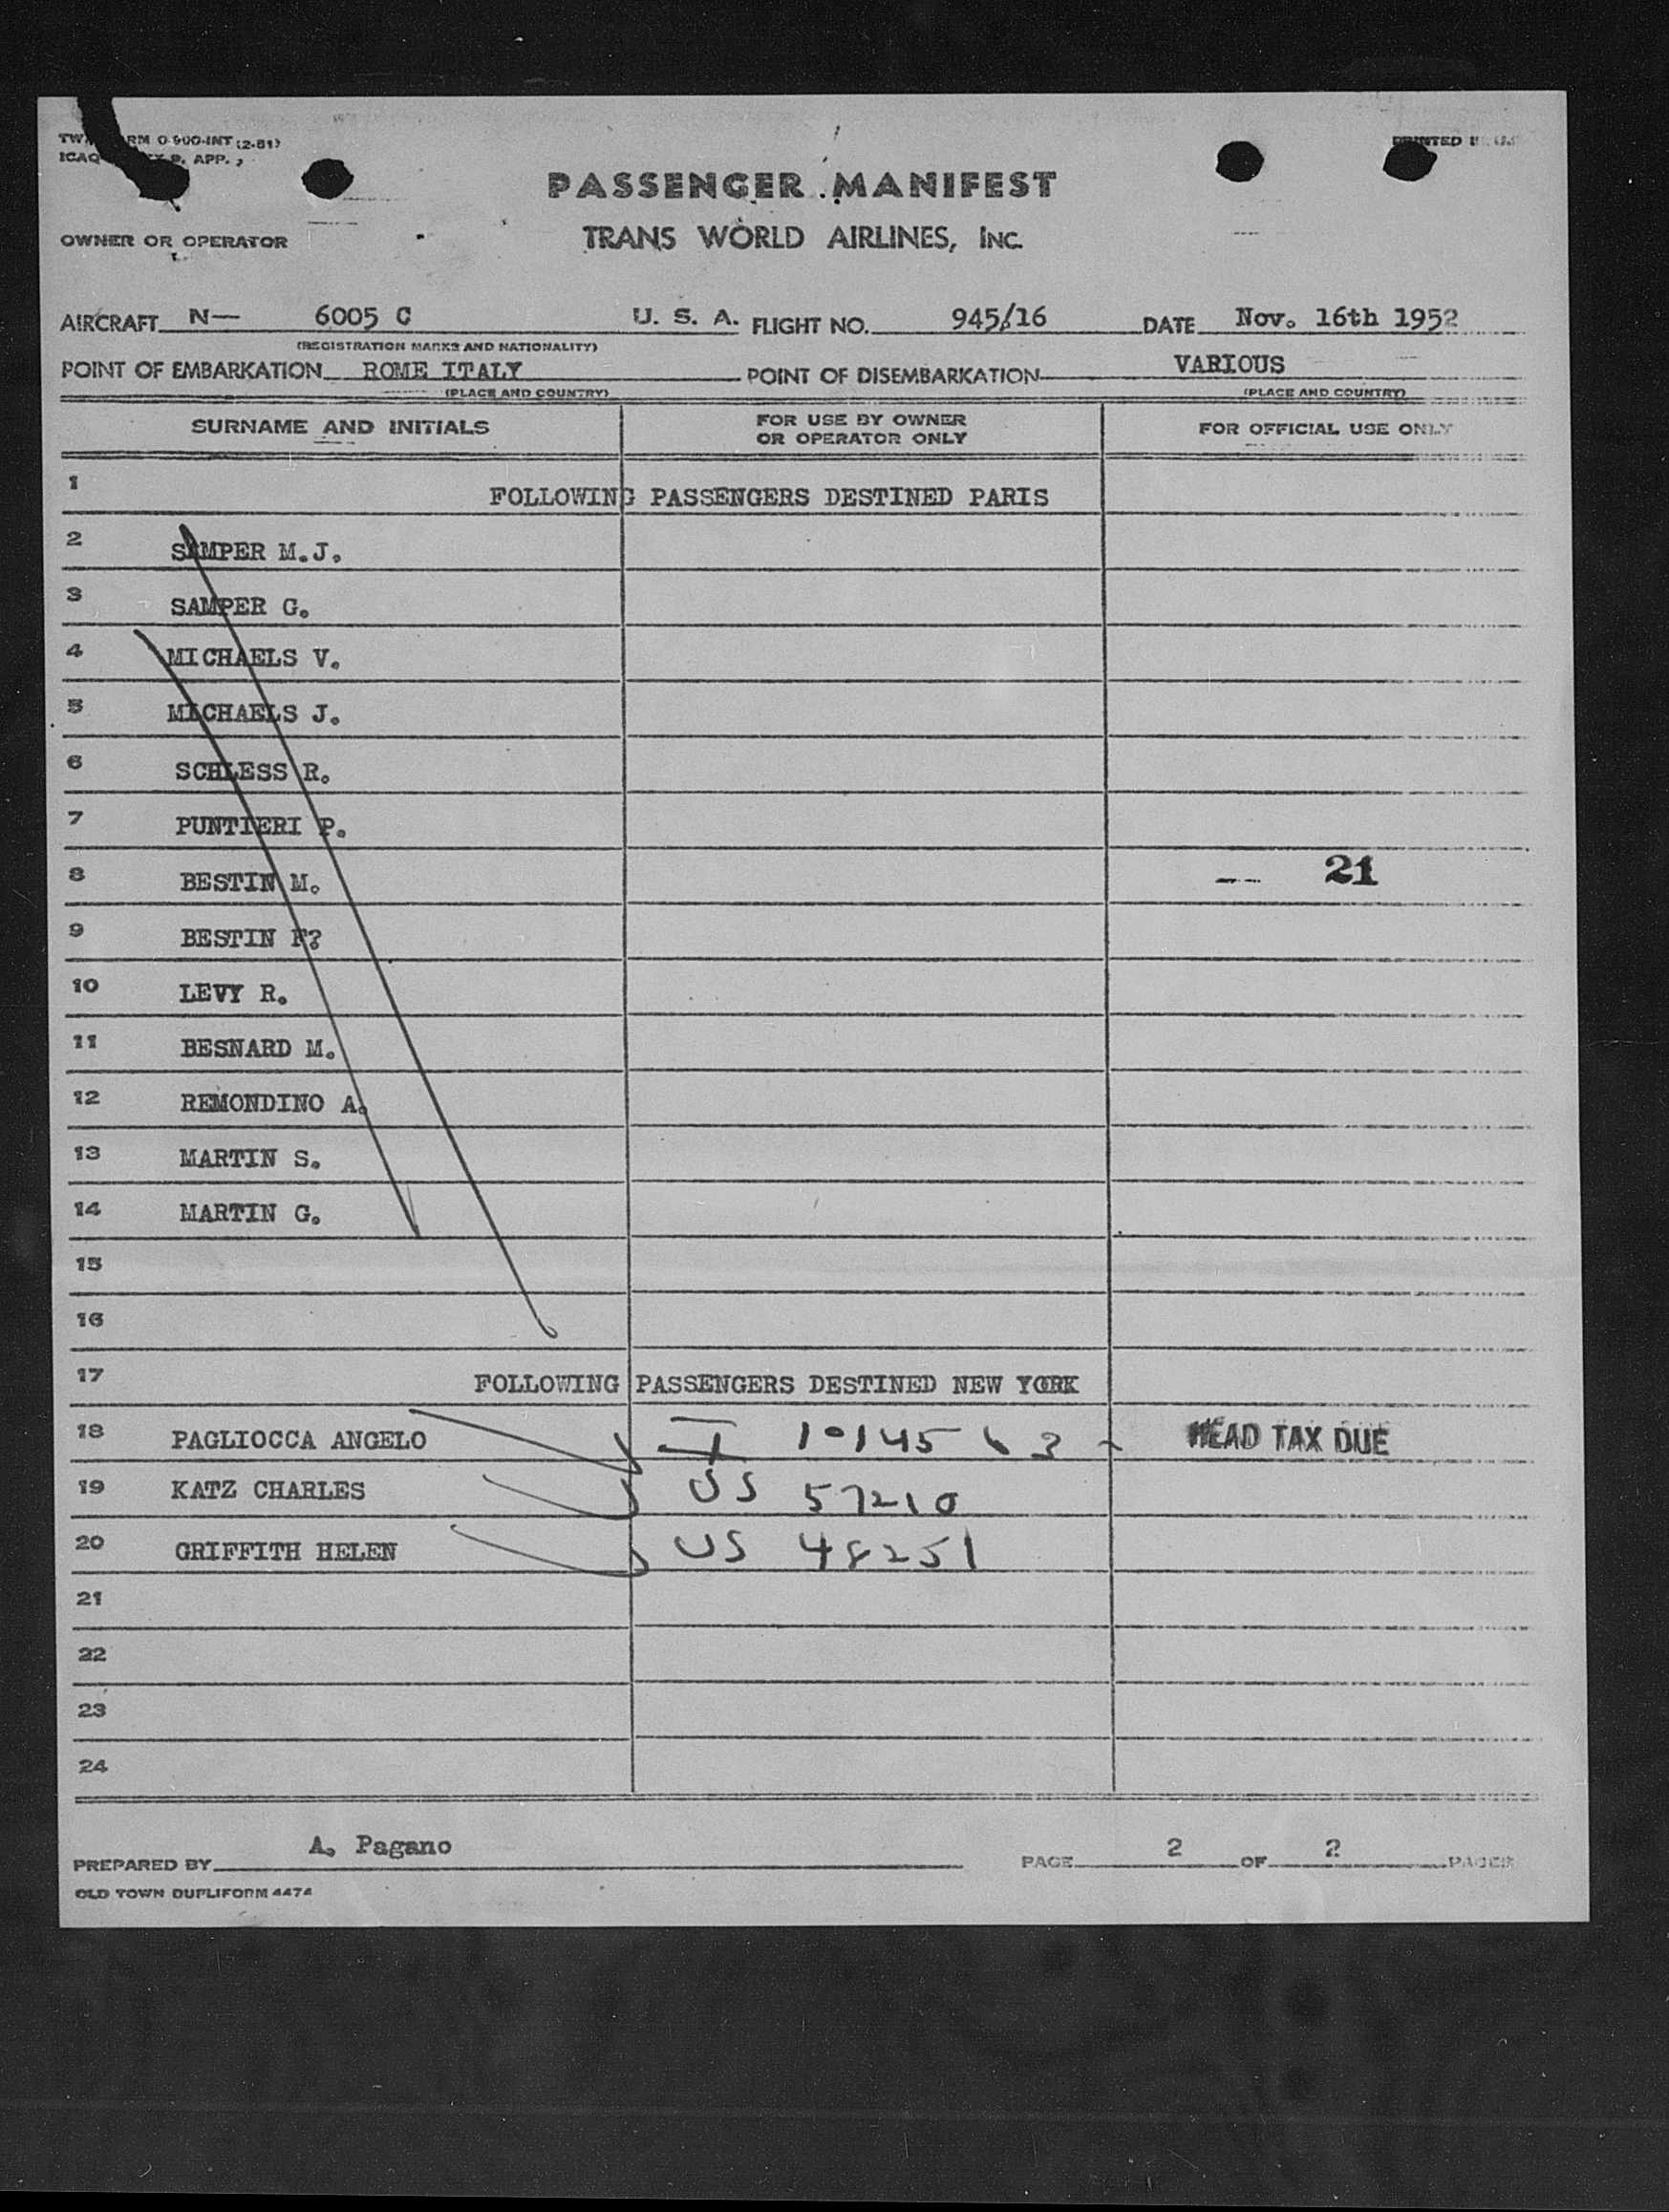 PRINTED IN U.S.
PASSENGER MANIFEST
OWNER OR OPERATOR TRANS WORLD AIRLINES, INC.
AIRCRAFT N— 6005 C U. S. A. FLIGHT NO. 945/16 DATE Nov. 16th 1952
(REGISTRATION MARKS AND NATIONALITY)
POINT OF EMBARKATION ROME ITALY POINT OF DISEMBARKATION VARIOUS
(PLACE AND COUNTRY) (PLACE AND COUNTRY)
SURNAME AND INITIALS FOR USE BY OWNER OR OPERATOR ONLY FOR OFFICIAL USE ONLY
1 FOLLOWING PASSENGERS DESTINED PARIS
2 SAMPER M.J.
3 SAMPER G.
4 MICHAELS V.
5 MICHAELS J.
6 SCHLESS R.
7 PUNTIERI P.
8 BESTIN M. -- 21
9 BESTIN F?
10 LEVY R.
11 BESNARD M.
12 REMONDINO A.
13 MARTIN S.
14 MARTIN G.
15
16
17 FOLLOWING PASSENGERS DESTINED NEW YORK
18 PAGLIOCCA ANGELO I 1014563 HEAD TAX DUE
19 KATZ CHARLES US 57210
20 GRIFFITH HELEN US 48251
21
22
23
24
PREPARED BY A. Pagano PAGE 2 OF 2 PAGES
OLD TOWN DUPLIFORM 4474